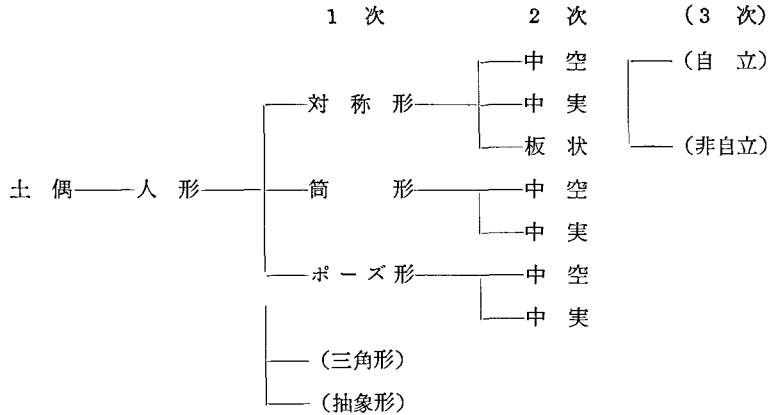 1 次 2 次 (3 次)
中 空 (自 立)
対 称 形 中 実
板 状 (非自立)
土 偶 人 形 筒 形 中 空
中 実
ポ ー ズ 形 中 空
中 実
(三角形)
(抽象形)